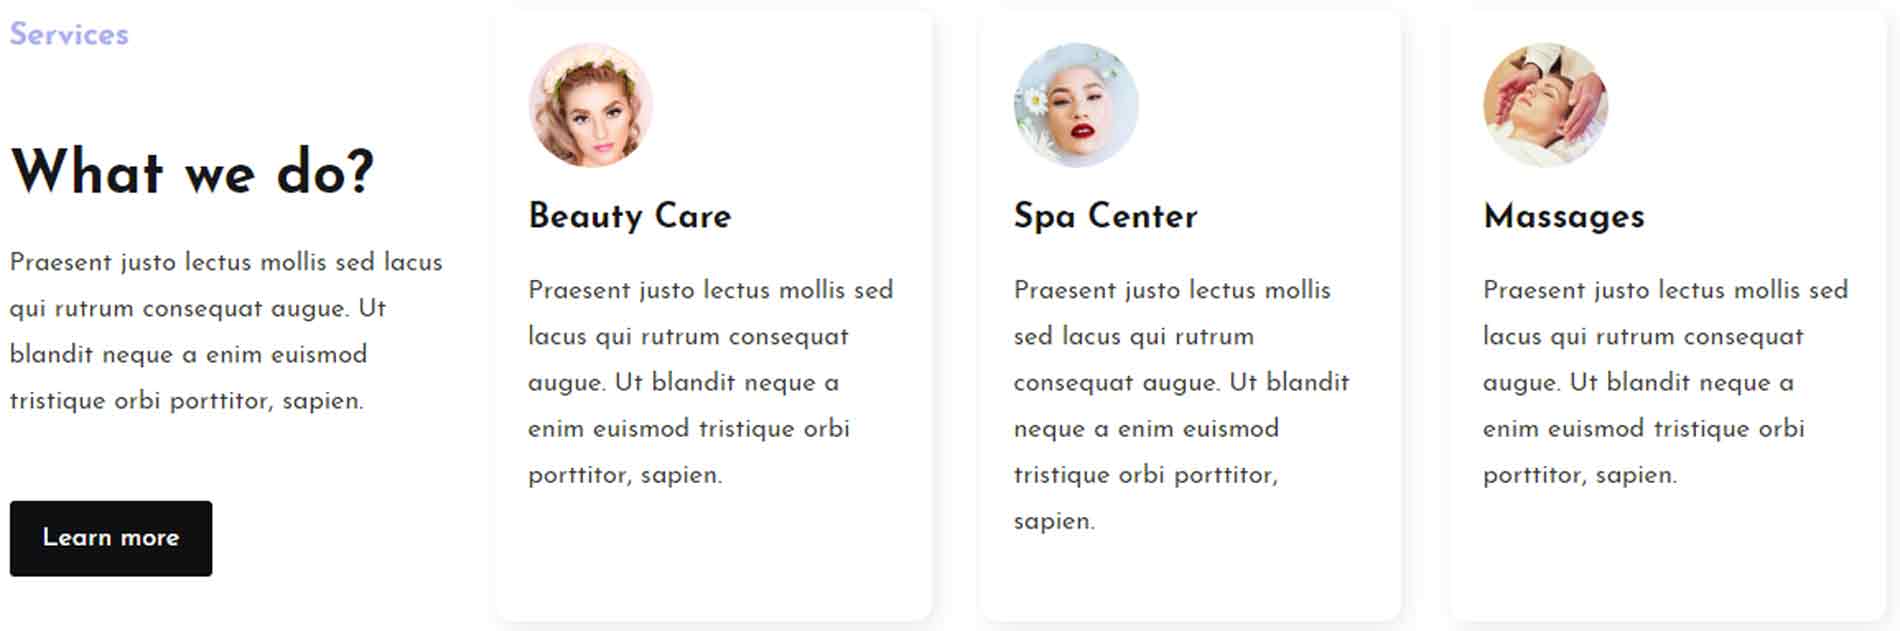 Services
What we do?
Praesent justo lectus mollis sed lacus
qui rutrum consequat augue. Ut
blandit neque a enim euismod
tristique orbi porttitor, sapien.
Learn more
Beauty Care
Praesent justo lectus mollis sed
lacus qui rutrum consequat
augue. Ut blandit neque a
enim euismod tristique orbi
porttitor, sapien.
Spa Center
Praesent justo lectus mollis
sed lacus qui rutrum
consequat augue. Ut blandit
neque a enim euismod
tristique orbi porttitor,
sapien.
Massages
Praesent justo lectus mollis sed
lacus qui rutrum consequat
augue. Ut blandit neque a
enim euismod tristique orbi
porttitor, sapien.